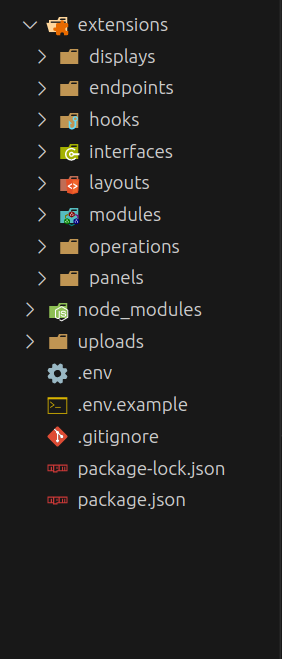 extensions
displays
endpoints
hooks
interfaces
layouts
modules
operations
panels
node_modules
uploads
.env
.env.example
.gitignore
package-lock.json
package.json